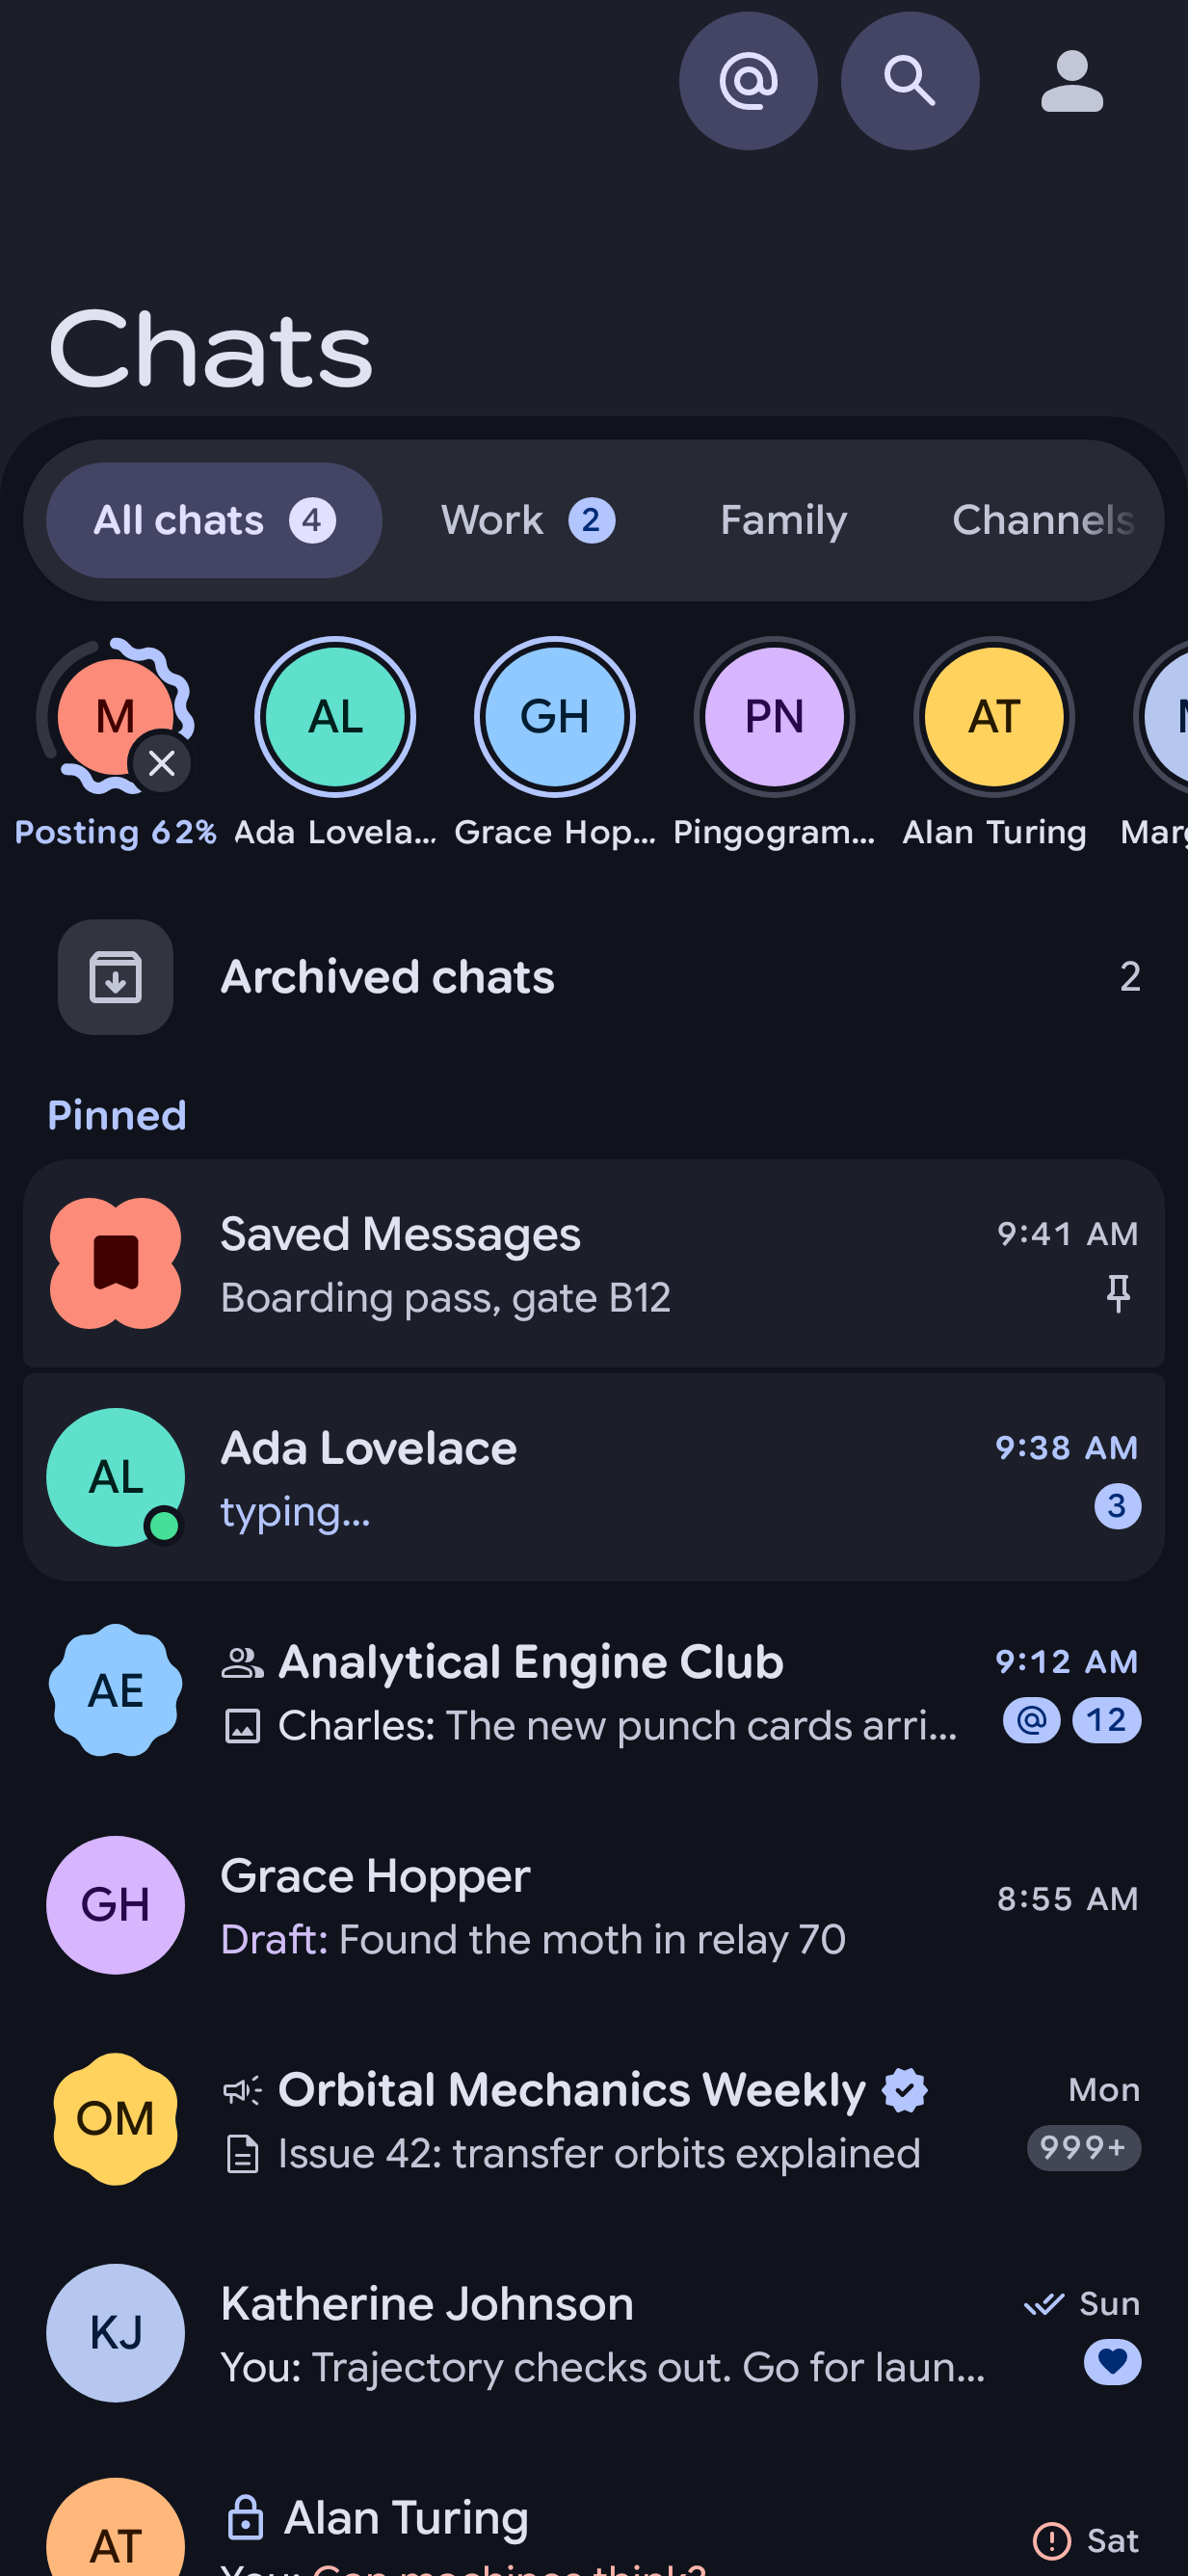 Chats
All chats 4 Work 2 Family Channels
M AL GH PN AT
Posting 62% Ada Lovela... Grace Hop... Pingogram... Alan Turing
Archived chats 2
Pinned
Saved Messages 9:41 AM
Boarding pass, gate B12
AL
Ada Lovelace 9:38 AM
typing... 3
AE
Analytical Engine Club 9:12 AM
Charles: The new punch cards arri... @ 12
GH
Grace Hopper 8:55 AM
Draft: Found the moth in relay 70
OM
Orbital Mechanics Weekly Mon
Issue 42: transfer orbits explained 999+
KJ
Katherine Johnson Sun
You: Trajectory checks out. Go for laun...
AT
Alan Turing Sat
You: Can machines think?